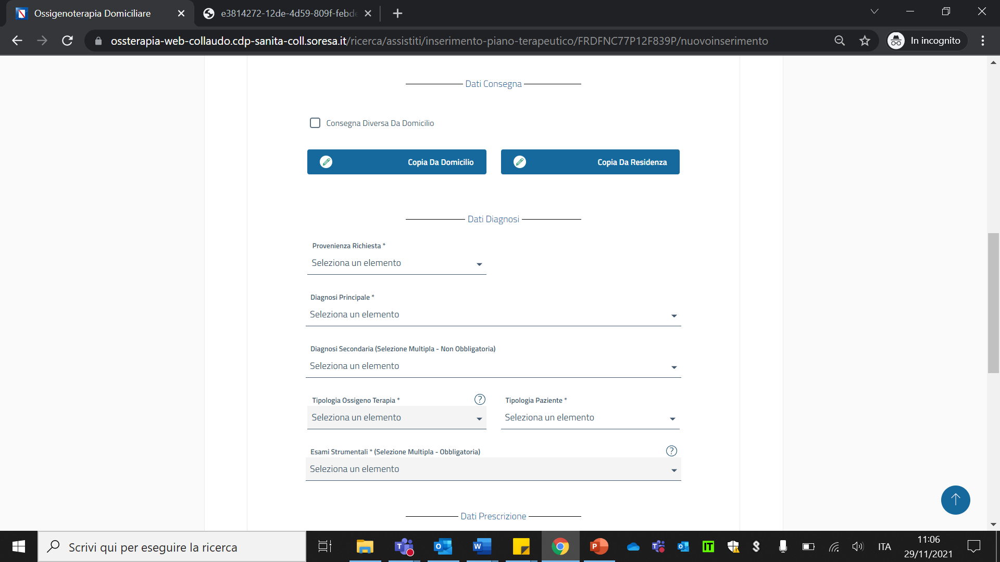 Ossigenoterapia Domiciliare
e3814272-12de-4d59-809f-febd
ossterapia-web-collaudo.cdp-sanita-coll.soresa.it/ricerca/assistiti/inserimento-piano-terapeutico/FRDFNC77P12F839P/nuovoinserimento
In incognito
Dati Consegna
Consegna Diversa Da Domicilio
Copia Da Domicilio
Copia Da Residenza
Dati Diagnosi
Provenienza Richiesta *
Seleziona un elemento
Diagnosi Principale *
Seleziona un elemento
Diagnosi Secondaria (Selezione Multipla - Non Obbligatoria)
Seleziona un elemento
Tipologia Ossigeno Terapia *
?
Tipologia Paziente *
Seleziona un elemento
Seleziona un elemento
Esami Strumentali * (Selezione Multipla - Obbligatoria)
?
Seleziona un elemento
Dati Prescrizione
Scrivi qui per eseguire la ricerca
ITA
11:06
29/11/2021